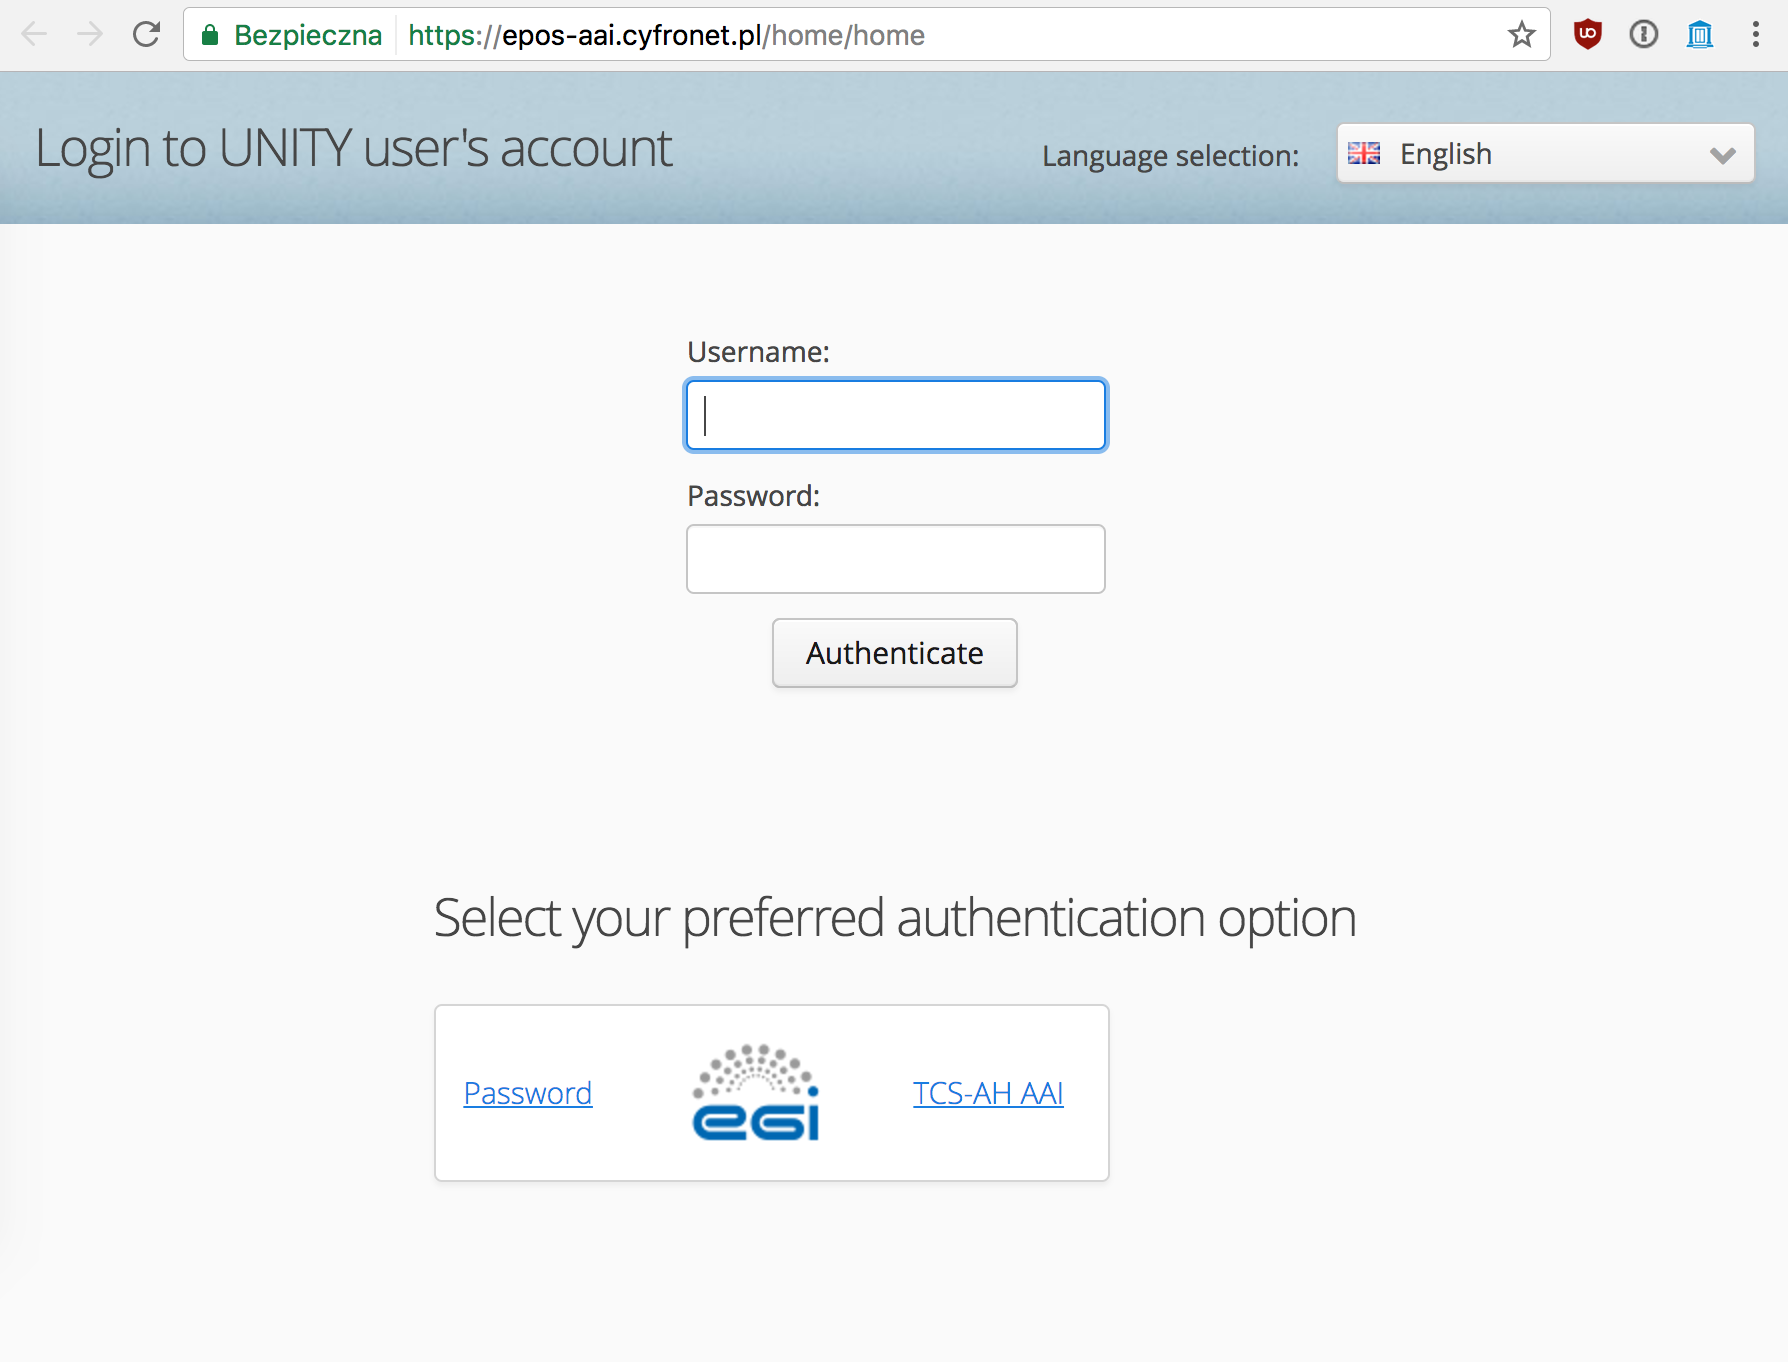 Bezpieczna https://epos-aai.cyfronet.pl/home/home
Login to UNITY user's account
Language selection: English
Username:
Password:
Authenticate
Select your preferred authentication option
Password egi TCS-AH AAI